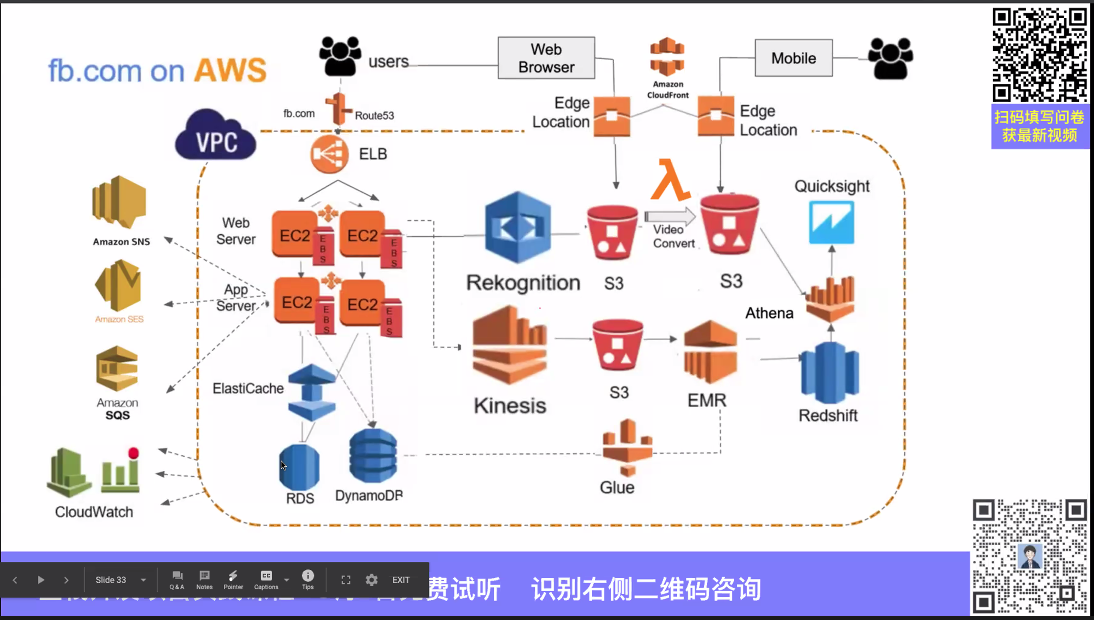 fb.com on AWS
users
Web
Browser
Amazon
CloudFront
Mobile
扫码填写问卷
获最新视频
Edge
Location
Edge
Location
fb.com
Route53
VPC
ELB
Amazon SNS
Web
Server
EC2
EBS
EC2
EBS
Rekognition
S3
λ
Video
Convert
S3
Quicksight
Amazon SES
App
Server
EC2
EBS
EC2
EBS
Kinesis
S3
EMR
Athena
Redshift
Amazon
SQS
ElastiCache
RDS
DynamoDB
Glue
CloudWatch
Slide 33
Q & A
Notes
Pointer
Captions
CC
Tips
EXIT
费试听 识别右侧二维码咨询